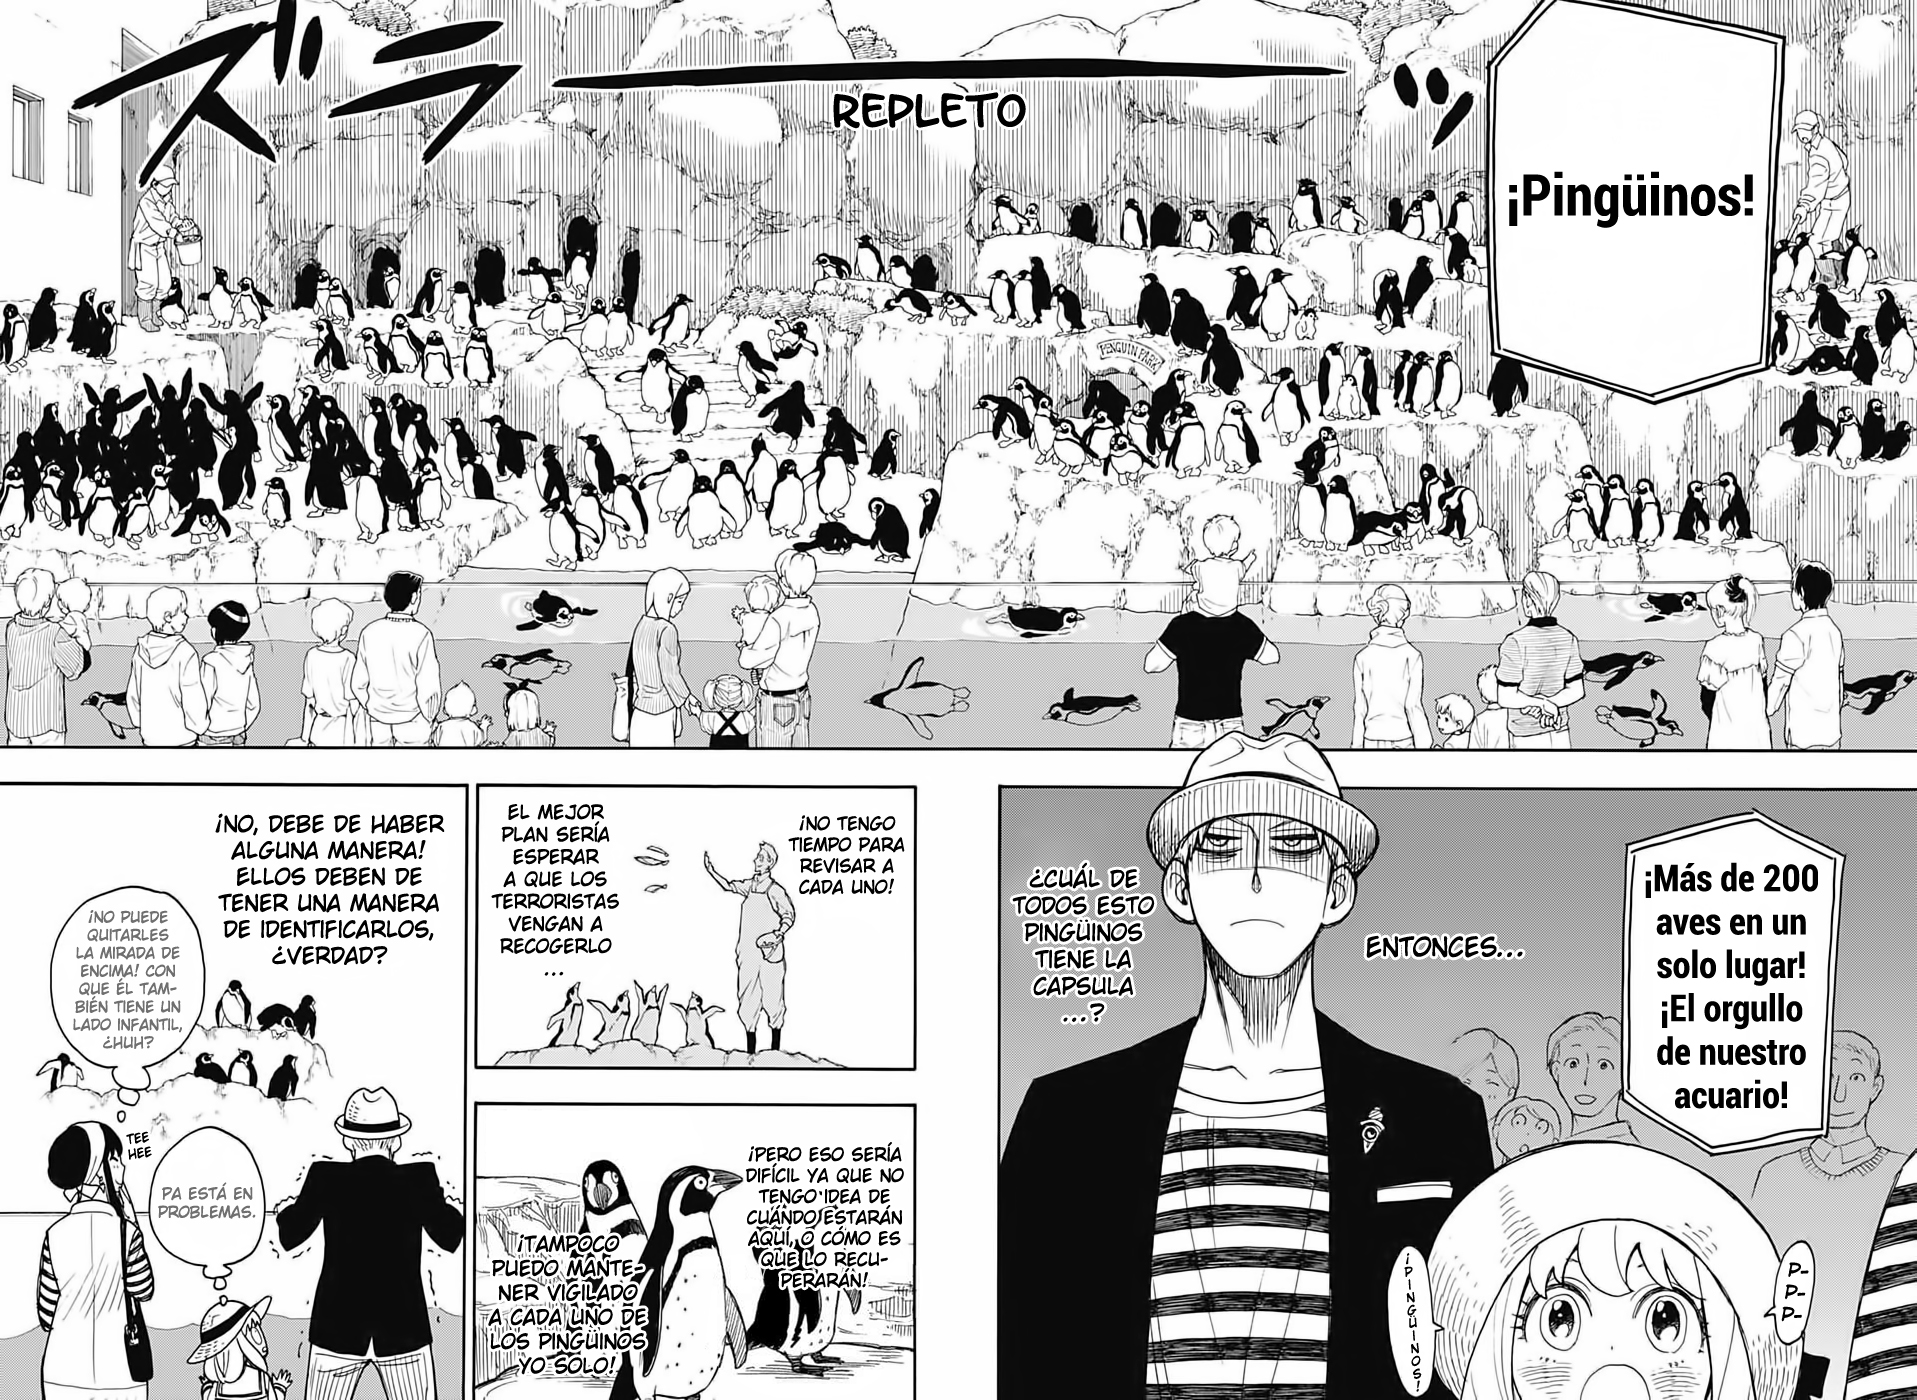 ¡Pingüinos!
ズラーッ
REPLETO
PENGUIN PARK
¡Más de 200
aves en un
solo lugar!
¡El orgullo
de nuestro
acuario!
ENTONCES...
¿CUÁL DE
TODOS ESTO
PINGÜINOS
TIENE LA
CAPSULA
...?
P-
P-
P-
¡PINGÜINOS!
¡NO TENGO
TIEMPO PARA
REVISAR A
CADA UNO!
EL MEJOR
PLAN SERÍA
ESPERAR
A QUE LOS
TERRORISTAS
VENGAN A
RECOGERLO
...
¡PERO ESO SERÍA
DIFÍCIL YA QUE NO
TENGO IDEA DE
CUÁNDO ESTARÁN
AQUÍ, O CÓMO ES
QUE LO RECU-
PERARÁN!
¡TAMPOCO
PUEDO MANTE-
NER VIGILADO
A CADA UNO DE
LOS PINGÜINOS
YO SOLO!
¡NO, DEBE DE HABER
ALGUNA MANERA!
ELLOS DEBEN DE
TENER UNA MANERA
DE IDENTIFICARLOS,
¿VERDAD?
¡NO PUEDE
QUITARLES
LA MIRADA DE
ENCIMA! CON
QUE ÉL TAM-
BIÉN TIENE UN
LADO INFANTIL,
¿HUH?
TEE
HEE
PA ESTÁ EN
PROBLEMAS.